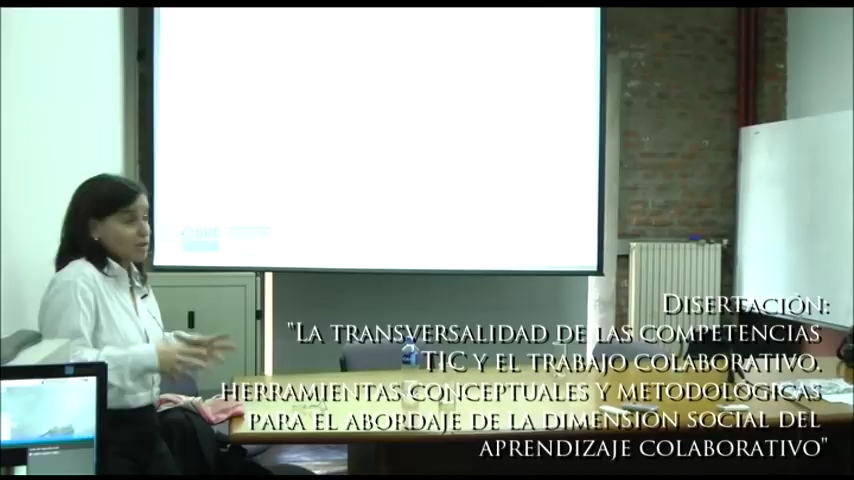 Disertación:
"La transversalidad de las competencias
TIC y el trabajo colaborativo.
Herramientas conceptuales y metodológicas
para el abordaje de la dimensión social del
aprendizaje colaborativo"